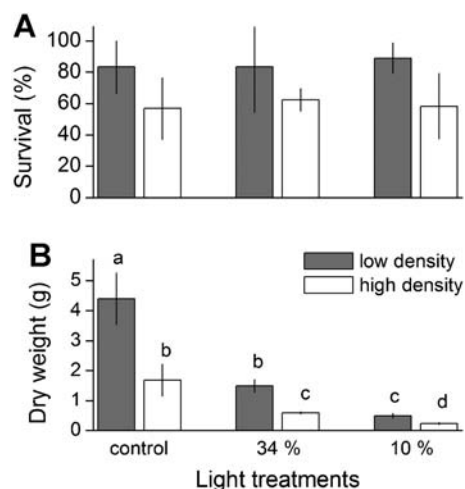 A
Survival (%)
100
80
60
40
20
0
B
Dry weight (g)
5
4
3
2
1
0
a
b
b
c
c
d
low density
high density
control
34 %
10 %
Light treatments